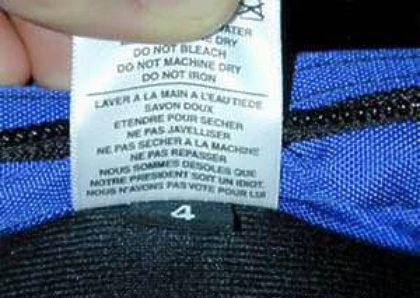 WATER
DRY
DO NOT BLEACH
DO NOT MACHINE DRY
DO NOT IRON
LAVER A LA MAIN A L'EAU TIEDE
SAVON DOUX
ETENDRE POUR SECHER
NE PAS JAVELLISER
NE PAS SECHER A LA MACHINE
NE PAS REPASSER
NOUS SOMMES DESOLES QUE
NOTRE PRESIDENT SOIT UN IDIOT.
NOUS N'AVONS PAS VOTE POUR LUI
4